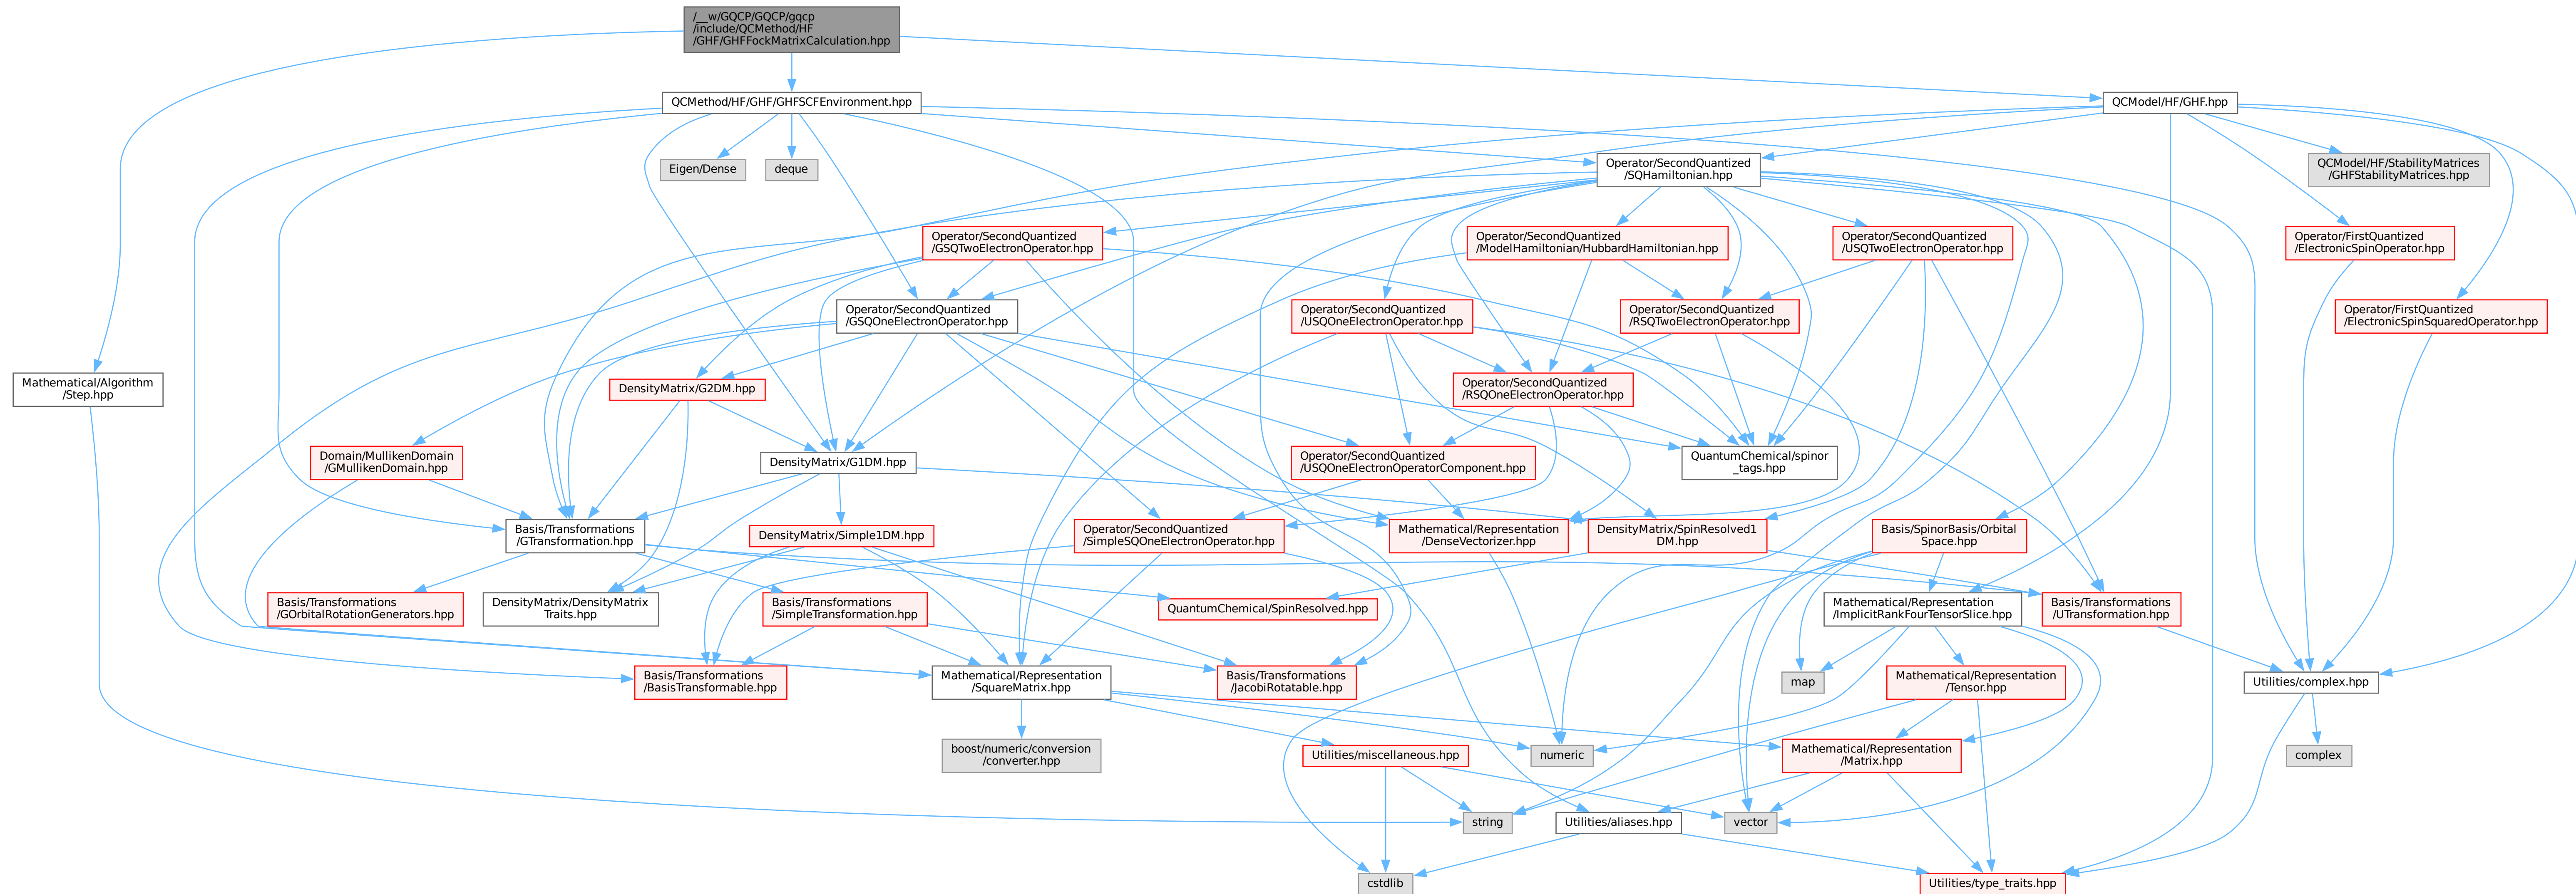 /__w/GQCP/GQCP/gqcp
/include/QCMethod/HF
/GHF/GHFFockMatrixCalculation.hpp
QCMethod/HF/GHF/GHFSCFEnvironment.hpp
QCModel/HF/GHF.hpp
Eigen/Dense
deque
Operator/SecondQuantized
/SQHamiltonian.hpp
QCModel/HF/StabilityMatrices
/GHFStabilityMatrices.hpp
Operator/SecondQuantized
/GSQTwoElectronOperator.hpp
Operator/SecondQuantized
/ModelHamiltonian/HubbardHamiltonian.hpp
Operator/SecondQuantized
/USQTwoElectronOperator.hpp
Operator/FirstQuantized
/ElectronicSpinOperator.hpp
Operator/SecondQuantized
/GSQOneElectronOperator.hpp
Operator/SecondQuantized
/USQOneElectronOperator.hpp
Operator/SecondQuantized
/RSQTwoElectronOperator.hpp
Operator/FirstQuantized
/ElectronicSpinSquaredOperator.hpp
Mathematical/Algorithm
/Step.hpp
DensityMatrix/G2DM.hpp
Operator/SecondQuantized
/RSQOneElectronOperator.hpp
Domain/MullikenDomain
/GMullikenDomain.hpp
DensityMatrix/G1DM.hpp
Operator/SecondQuantized
/USQOneElectronOperatorComponent.hpp
QuantumChemical/spinor
_tags.hpp
Basis/Transformations
/GTransformation.hpp
DensityMatrix/Simple1DM.hpp
Operator/SecondQuantized
/SimpleSQOneElectronOperator.hpp
Mathematical/Representation
/DenseVectorizer.hpp
DensityMatrix/SpinResolved1
DM.hpp
Basis/SpinorBasis/Orbital
Space.hpp
Basis/Transformations
/GOrbitalRotationGenerators.hpp
DensityMatrix/DensityMatrix
Traits.hpp
Basis/Transformations
/SimpleTransformation.hpp
QuantumChemical/SpinResolved.hpp
Mathematical/Representation
/ImplicitRankFourTensorSlice.hpp
Basis/Transformations
/UTransformation.hpp
Basis/Transformations
/BasisTransformable.hpp
Mathematical/Representation
/SquareMatrix.hpp
Basis/Transformations
/JacobiRotatable.hpp
map
Mathematical/Representation
/Tensor.hpp
Utilities/complex.hpp
boost/numeric/conversion
/converter.hpp
Utilities/miscellaneous.hpp
numeric
Mathematical/Representation
/Matrix.hpp
complex
string
Utilities/aliases.hpp
vector
cstdlib
Utilities/type_traits.hpp